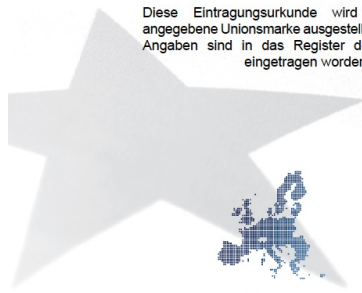 Diese Eintragungsurkunde wird
angegebene Unionsmarke ausgestell
Angaben sind in das Register d
eingetragen worden